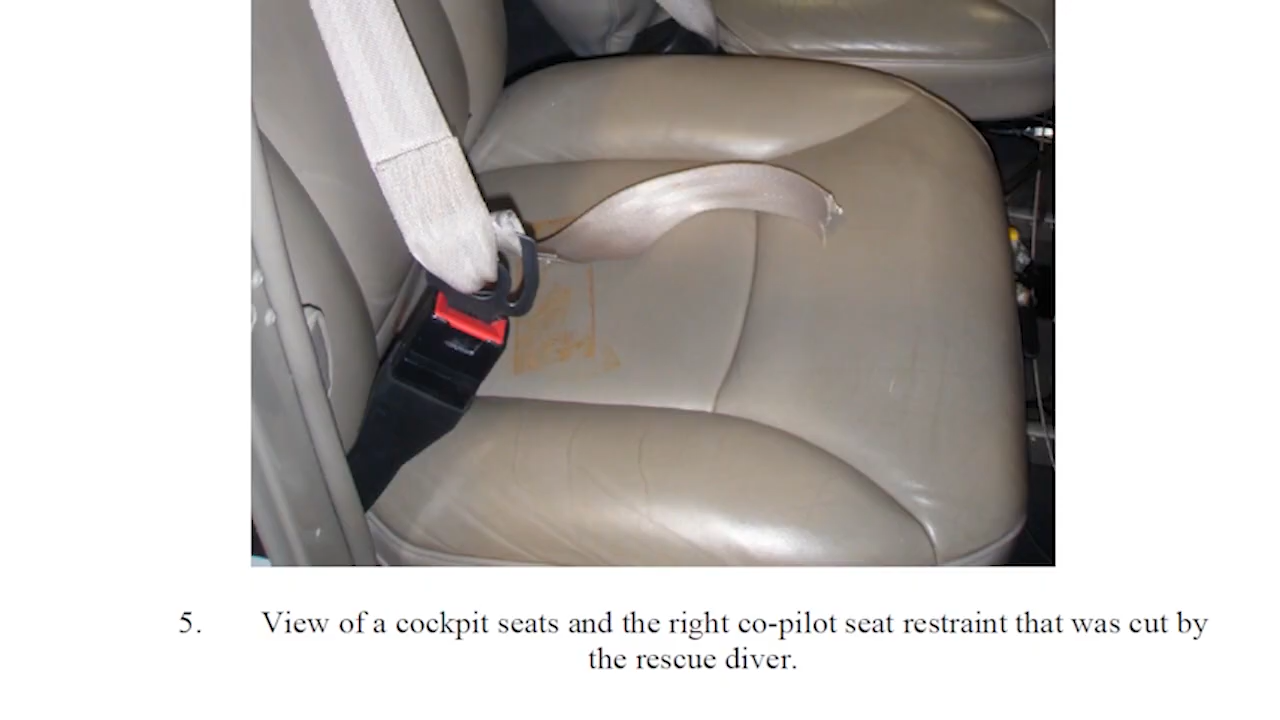 5. View of a cockpit seats and the right co-pilot seat restraint that was cut by
the rescue diver.